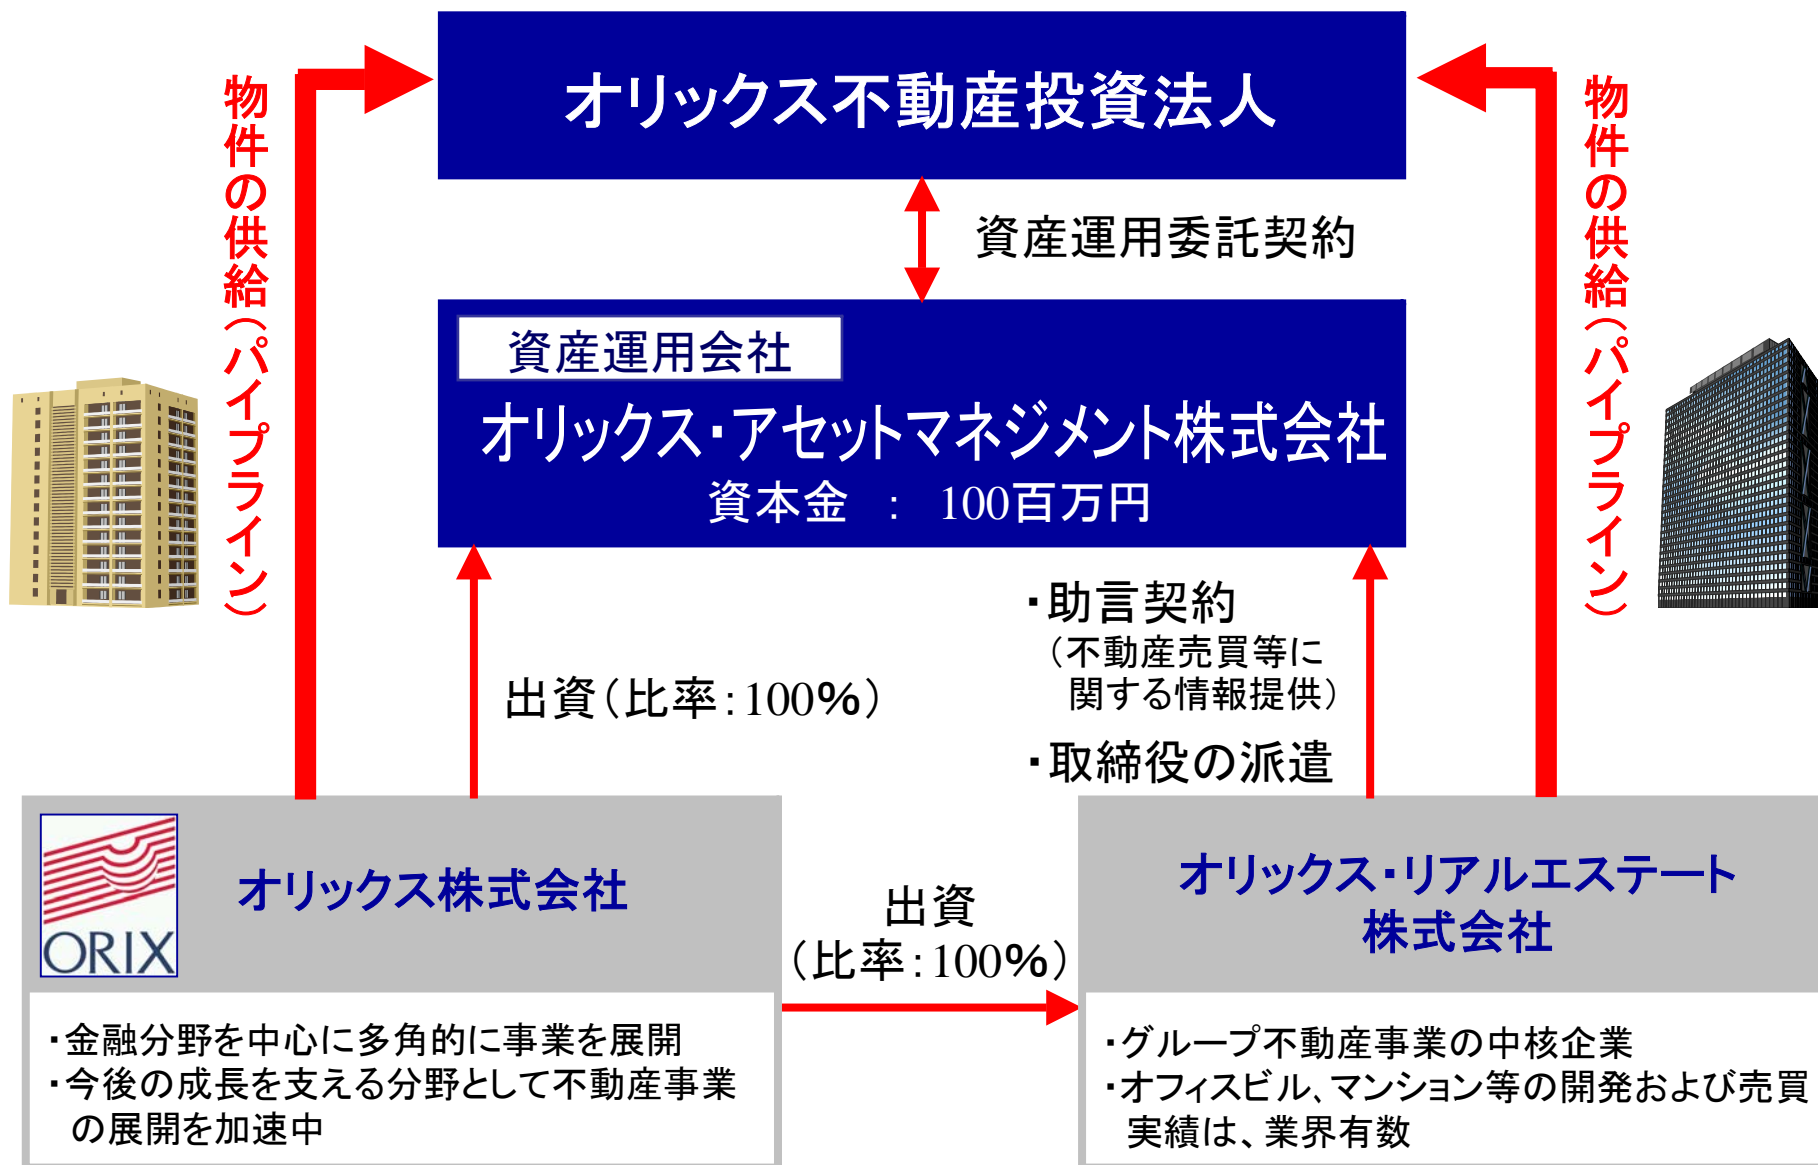 オリックス不動産投資法人
物件の供給(パイプライン)
物件の供給(パイプライン)
資産運用委託契約
資産運用会社
オリックス・アセットマネジメント株式会社
資本金 : 100百万円
・助言契約
(不動産売買等に
関する情報提供)
出資(比率:100%)
・取締役の派遣
ORIX
オリックス株式会社
・金融分野を中心に多角的に事業を展開
・今後の成長を支える分野として不動産事業
の展開を加速中
出資
(比率:100%)
オリックス・リアルエステート
株式会社
・グループ不動産事業の中核企業
・オフィスビル、マンション等の開発および売買
実績は、業界有数